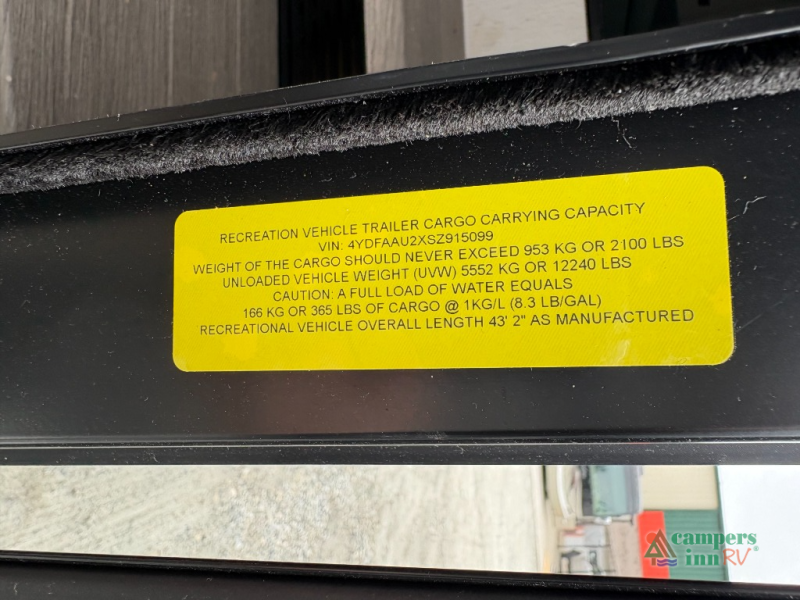 RECREATION VEHICLE TRAILER CARGO CARRYING CAPACITY
VIN: 4YDFAAU2XSZ915099
WEIGHT OF THE CARGO SHOULD NEVER EXCEED 953 KG OR 2100 LBS
UNLOADED VEHICLE WEIGHT (UVW) 5552 KG OR 12240 LBS
CAUTION: A FULL LOAD OF WATER EQUALS
166 KG OR 365 LBS OF CARGO @ 1KG/L (8.3 LB/GAL)
RECREATIONAL VEHICLE OVERALL LENGTH 43' 2" AS MANUFACTURED
campers
inn RV®